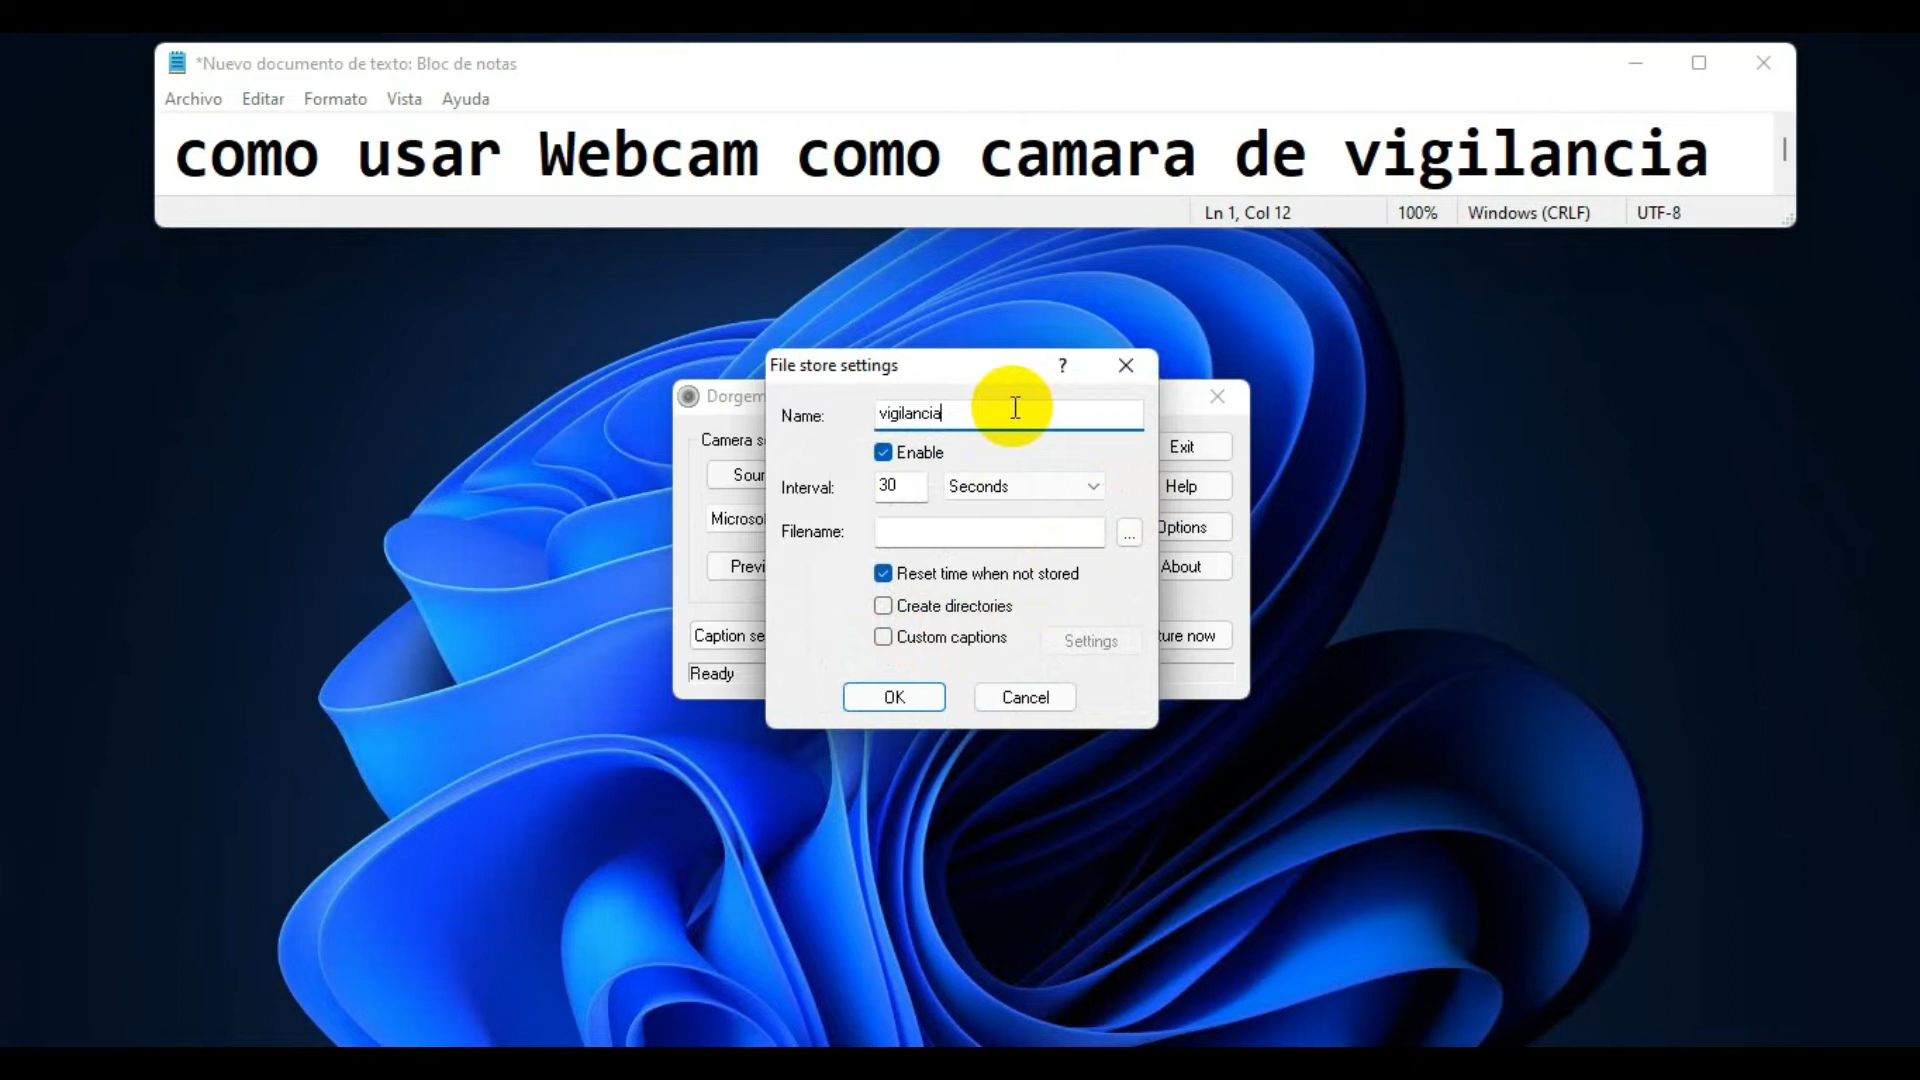 *Nuevo documento de texto: Bloc de notas
Archivo Editar Formato Vista Ayuda
como usar Webcam como camara de vigilancia
Ln 1, Col 12 100% Windows (CRLF) UTF-8
File store settings ?
Dorgem
Name: vigilancia
Camera s
Exit
Enable
Sour
Interval: 30 Seconds
Help
Microsof
Filename: ...
Options
Previ
Reset time when not stored
About
Create directories
Caption se
Custom captions Settings
ture now
Ready
OK Cancel